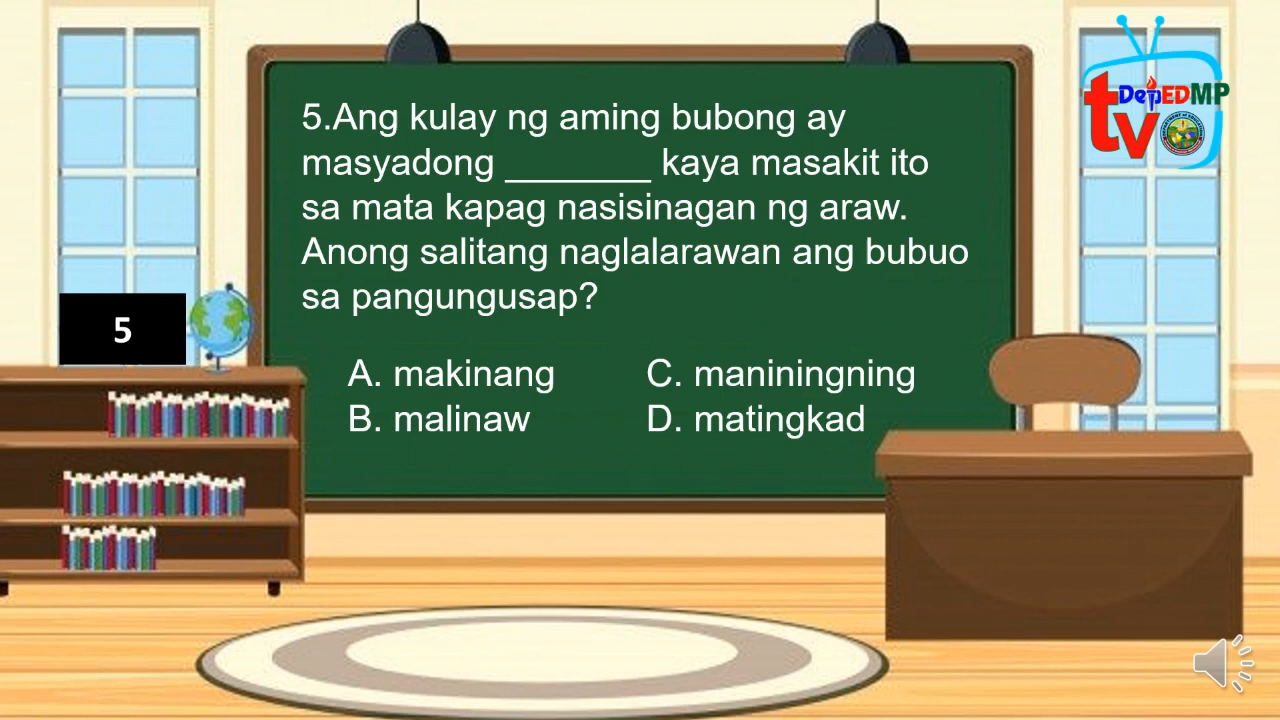 5.Ang kulay ng aming bubong ay
masyadong _______ kaya masakit ito
sa mata kapag nasisinagan ng araw.
Anong salitang naglalarawan ang bubuo
sa pangungusap?
A. makinang
C. maniningning
B. malinaw
D. matingkad
5
DepEDMP
tv